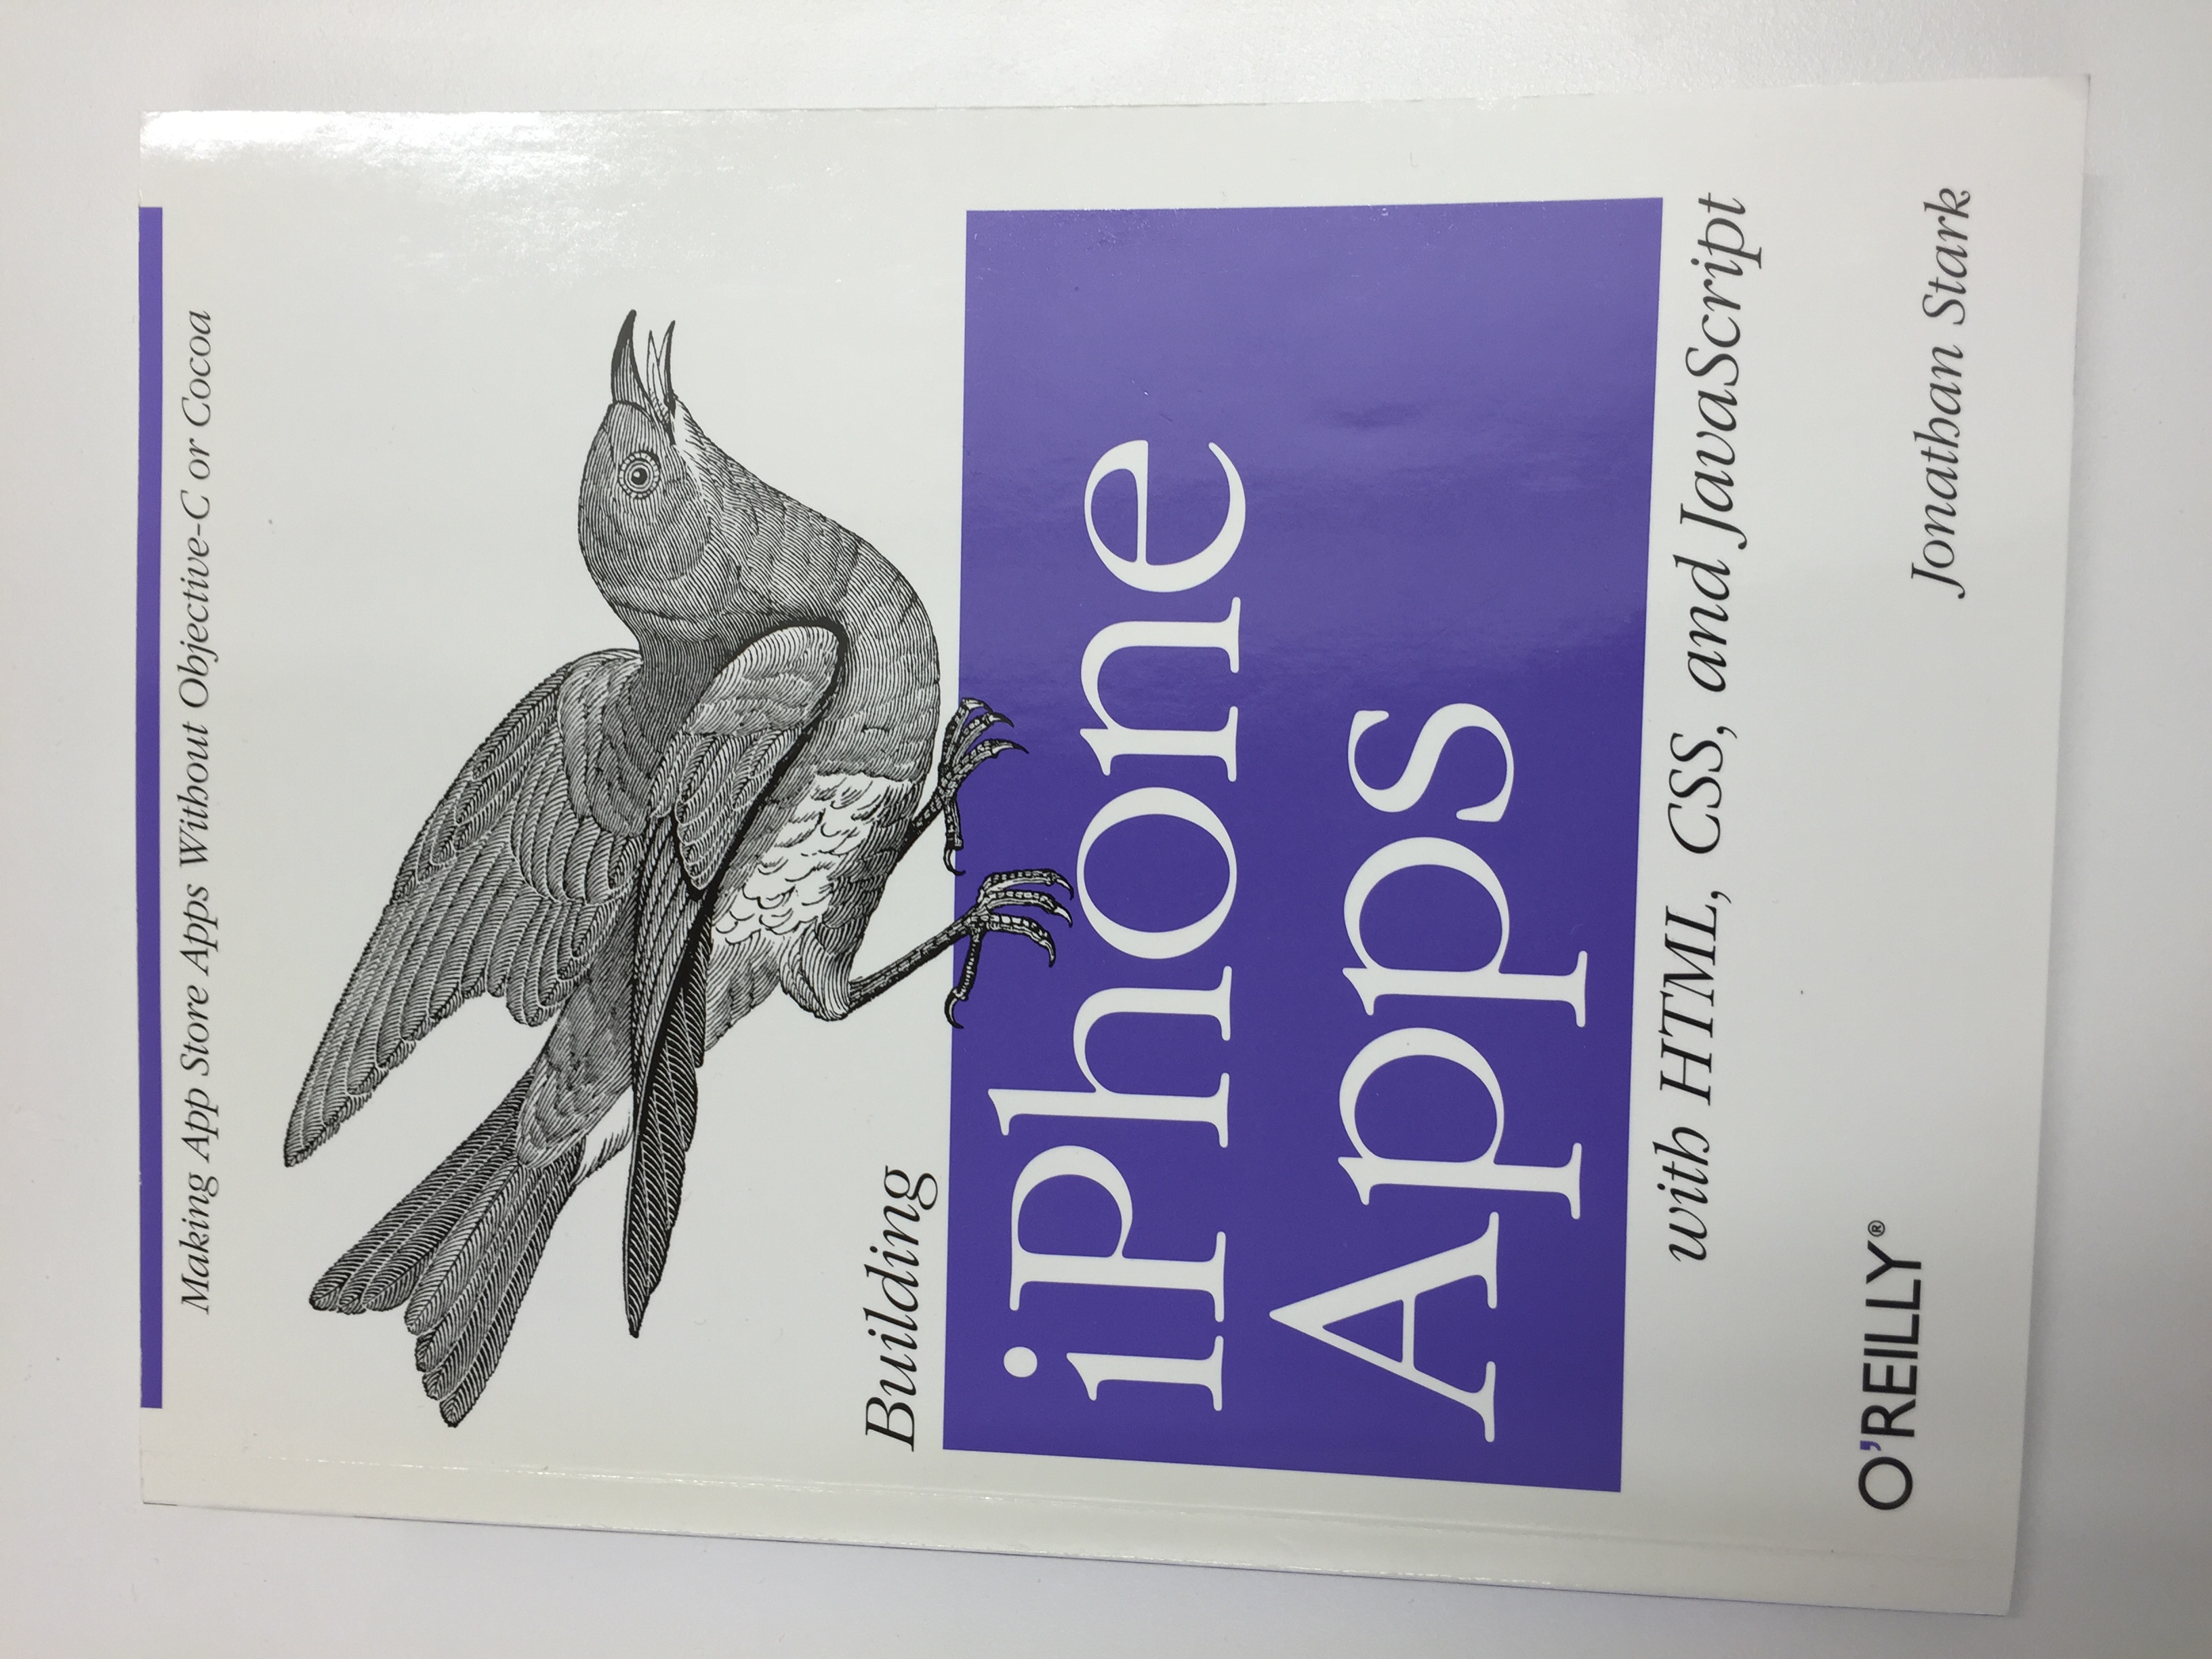 Making App Store Apps Without Objective-C or Cocoa
Building
iPhone
Apps
with HTML, CSS, and JavaScript
O'REILLY®
Jonathan Stark